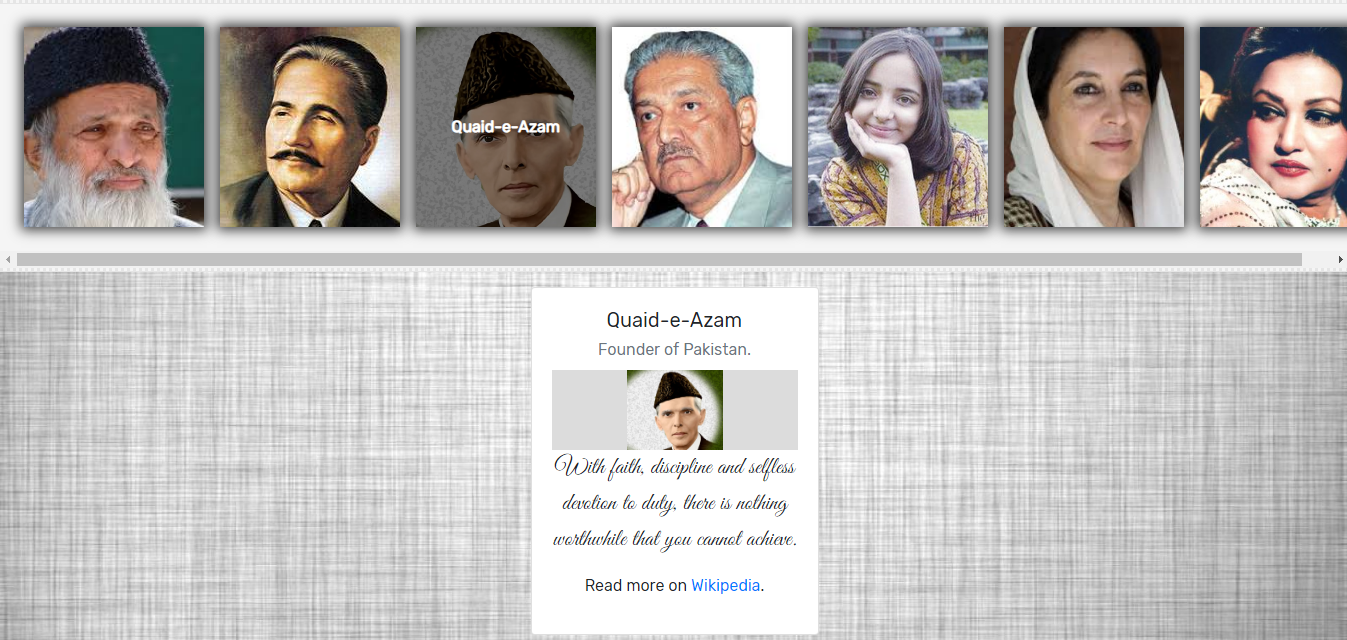 Quaid-e-Azam
Quaid-e-Azam
Founder of Pakistan.
With faith, discipline and selfless
devotion to duty, there is nothing
worthwhile that you cannot achieve.
Read more on Wikipedia.